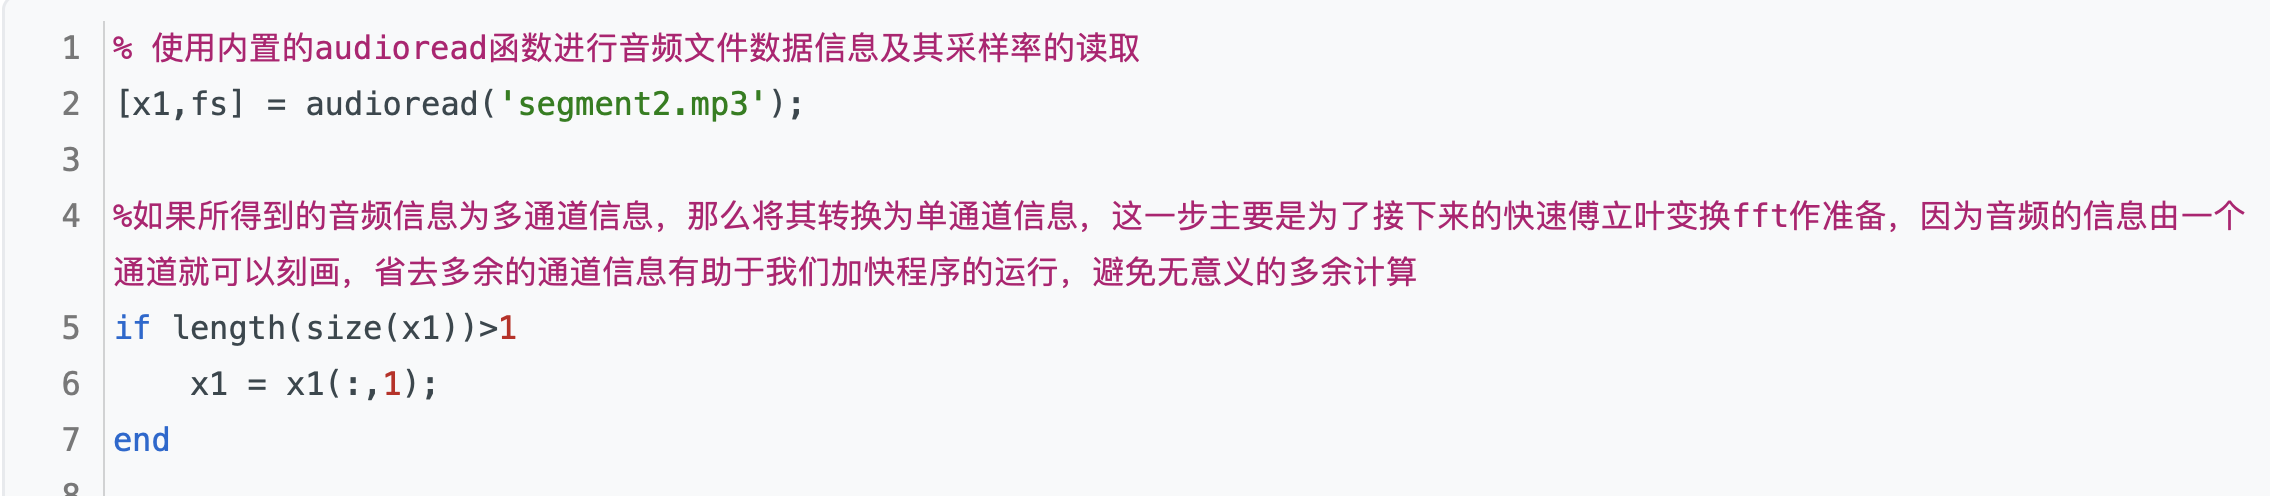 1 % 使用内置的audioread函数进行音频文件数据信息及其采样率的读取
2 [x1,fs] = audioread('segment2.mp3');
3
4 %如果所得到的音频信息为多通道信息，那么将其转换为单通道信息，这一步主要是为了接下来的快速傅立叶变换fft作准备，因为音频的信息由一个
通道就可以刻画，省去多余的通道信息有助于我们加快程序的运行，避免无意义的多余计算
5 if length(size(x1))>1
6     x1 = x1(:,1);
7 end
8